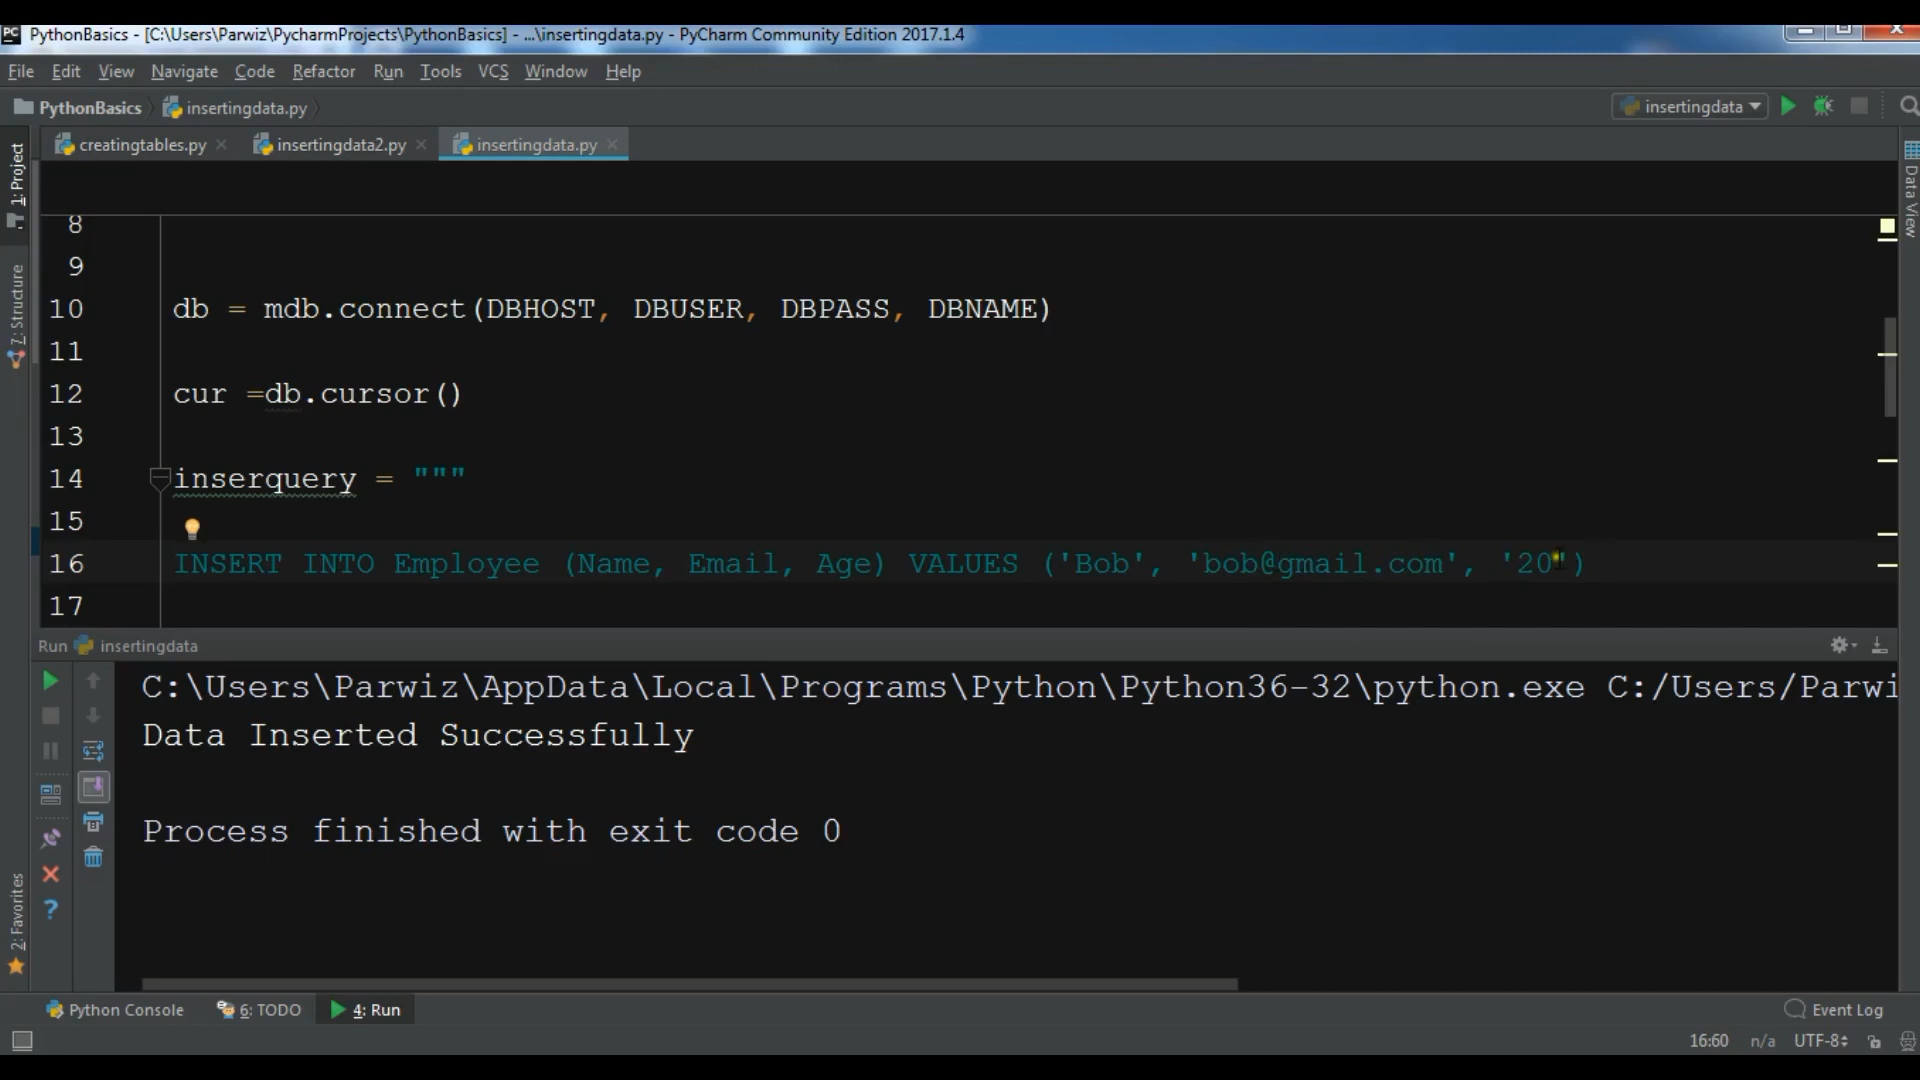 PC PythonBasics - [C:\Users\Parwiz\PycharmProjects\PythonBasics] - ...\insertingdata.py - PyCharm Community Edition 2017.1.4
File Edit View Navigate Code Refactor Run Tools VCS Window Help
PythonBasics insertingdata.py insertingdata
creatingtables.py insertingdata2.py insertingdata.py
1: Project
7: Structure
2: Favorites
Data View
8
9
10 db = mdb.connect(DBHOST, DBUSER, DBPASS, DBNAME)
11
12 cur =db.cursor()
13
14 inserquery = """
15
16 INSERT INTO Employee (Name, Email, Age) VALUES ('Bob', 'bob@gmail.com', '20')
17
Run insertingdata
C:\Users\Parwiz\AppData\Local\Programs\Python\Python36-32\python.exe C:/Users/Parwi
Data Inserted Successfully
Process finished with exit code 0
Python Console 6: TODO 4: Run Event Log
16:60 n/a UTF-8